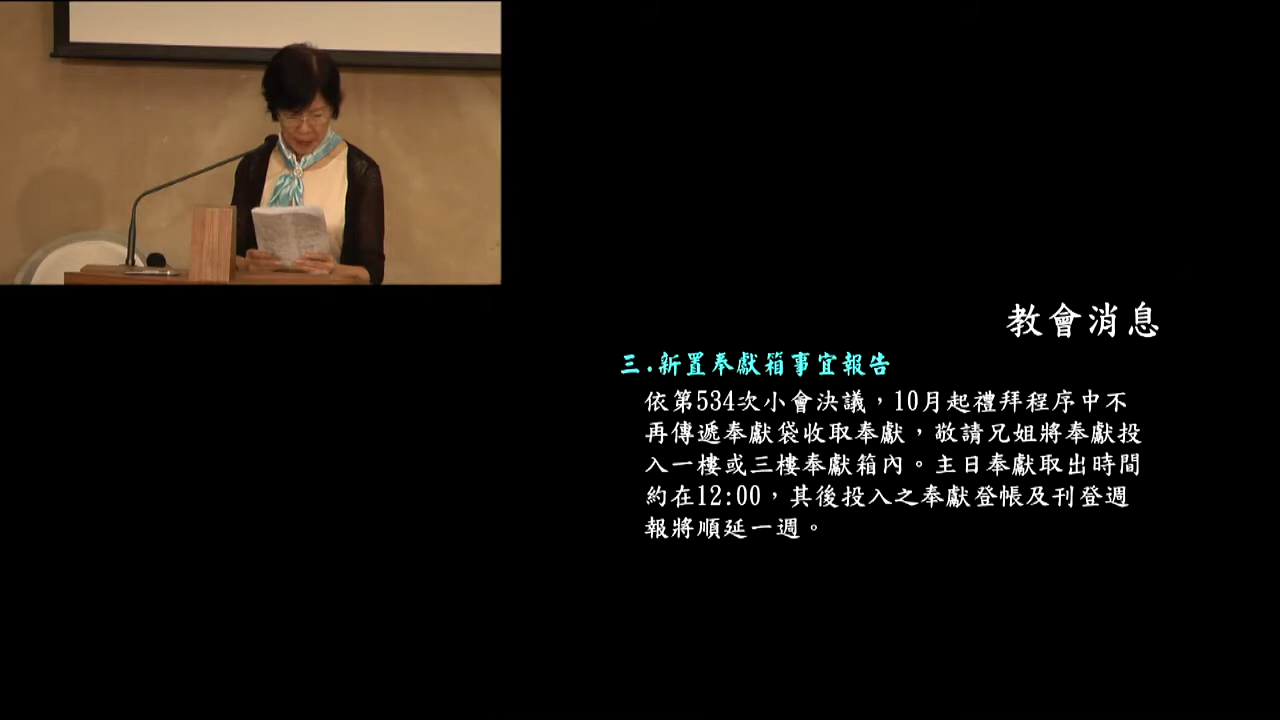 教會消息
三.新置奉獻箱事宜報告
依第534次小會決議，10月起禮拜程序中不
再傳遞奉獻袋收取奉獻，敬請兄姐將奉獻投
入一樓或三樓奉獻箱內。主日奉獻取出時間
約在12:00，其後投入之奉獻登帳及刊登週
報將順延一週。